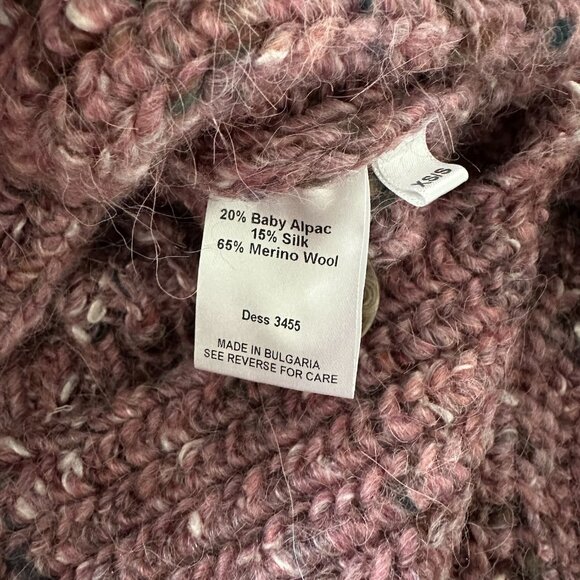 20% Baby Alpac
15% Silk
65% Merino Wool
Dess 3455
MADE IN BULGARIA
SEE REVERSE FOR CARE
XS/S